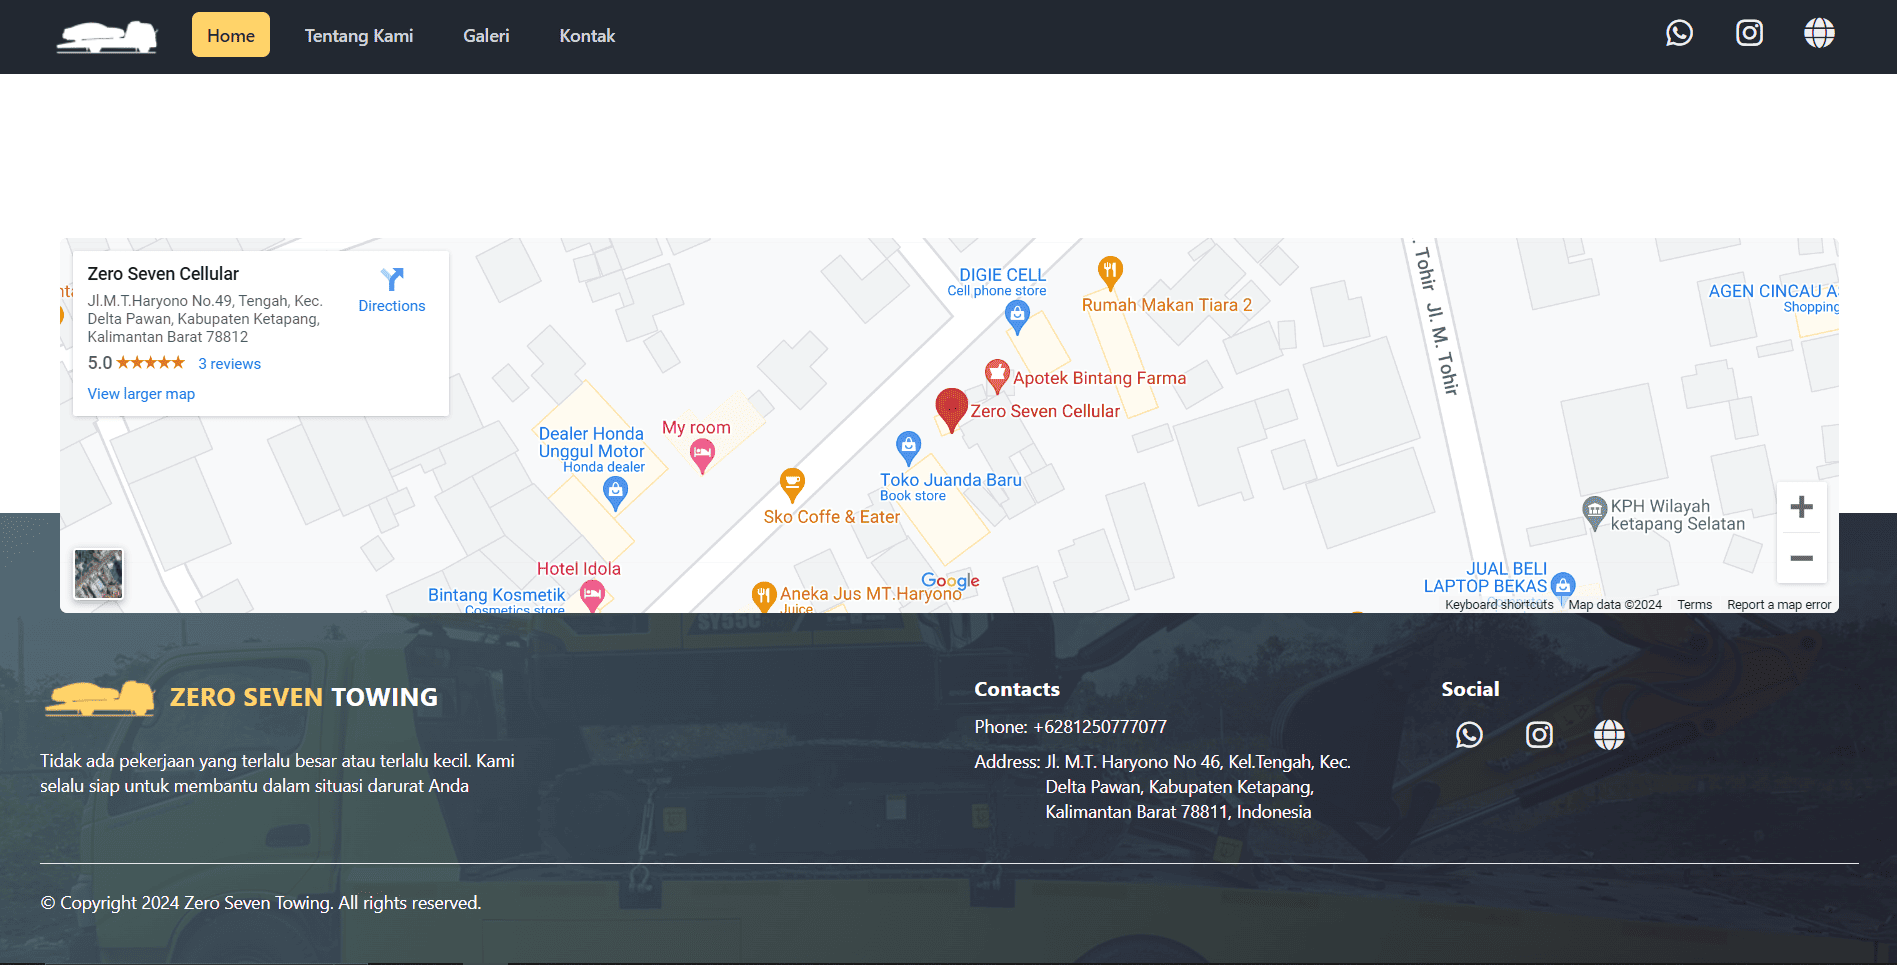 Home
Tentang Kami
Galeri
Kontak
Zero Seven Cellular
Jl.M.T.Haryono No.49, Tengah, Kec.
Delta Pawan, Kabupaten Ketapang,
Kalimantan Barat 78812
5.0
3 reviews
View larger map
Directions
DIGIE CELL
Cell phone store
Rumah Makan Tiara 2
. Tohir
Jl. M. Tohir
AGEN CINCAU
Shopping
Apotek Bintang Farma
Zero Seven Cellular
My room
Dealer Honda
Unggul Motor
Honda dealer
Toko Juanda Baru
Book store
Sko Coffe & Eater
KPH Wilayah
ketapang Selatan
Hotel Idola
Bintang Kosmetik
Cosmetics store
Aneka Jus MT.Haryono
Juice
Google
JUAL BELI
LAPTOP BEKAS
Computer
Keyboard shortcuts
Map data ©2024
Terms
Report a map error
SY55C
ZERO SEVEN TOWING
Tidak ada pekerjaan yang terlalu besar atau terlalu kecil. Kami
selalu siap untuk membantu dalam situasi darurat Anda
Contacts
Phone: +6281250777077
Address: Jl. M.T. Haryono No 46, Kel.Tengah, Kec.
Delta Pawan, Kabupaten Ketapang,
Kalimantan Barat 78811, Indonesia
Social
© Copyright 2024 Zero Seven Towing. All rights reserved.